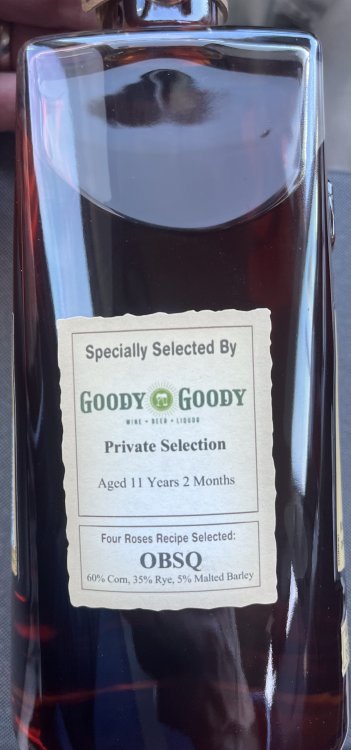 Specially Selected By
GOODY GOODY
WINE • BEER • LIQUOR
Private Selection
Aged 11 Years 2 Months
Four Roses Recipe Selected:
OBSQ
60% Corn, 35% Rye, 5% Malted Barley